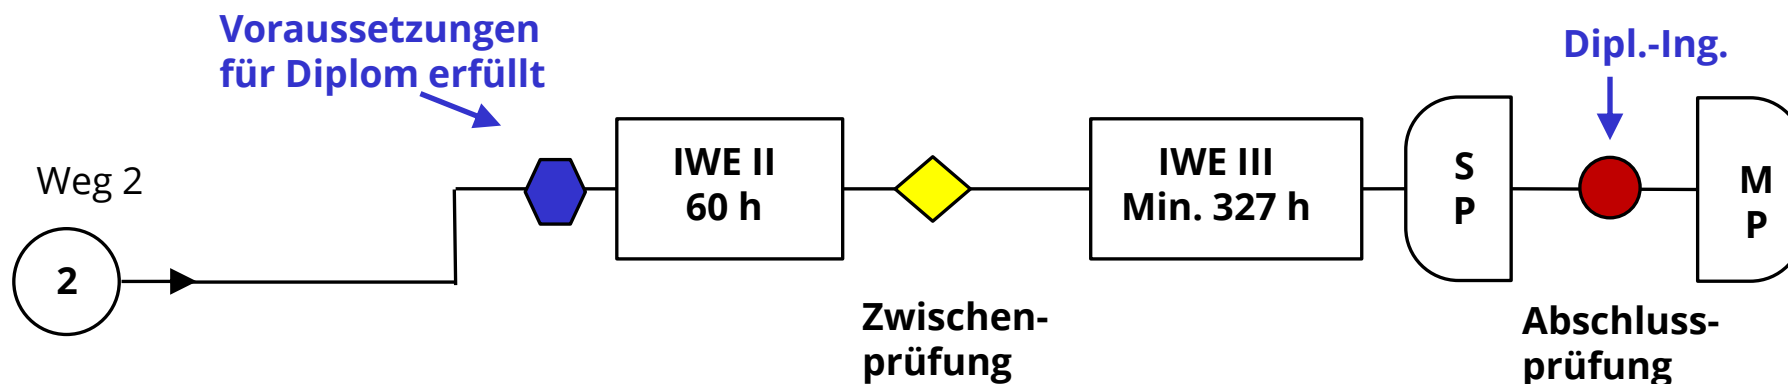 Voraussetzungen
für Diplom erfüllt
Dipl.-Ing.
Weg 2
2
IWE II
60 h
IWE III
Min. 327 h
S
P
M
P
Zwischen-
prüfung
Abschluss-
prüfung